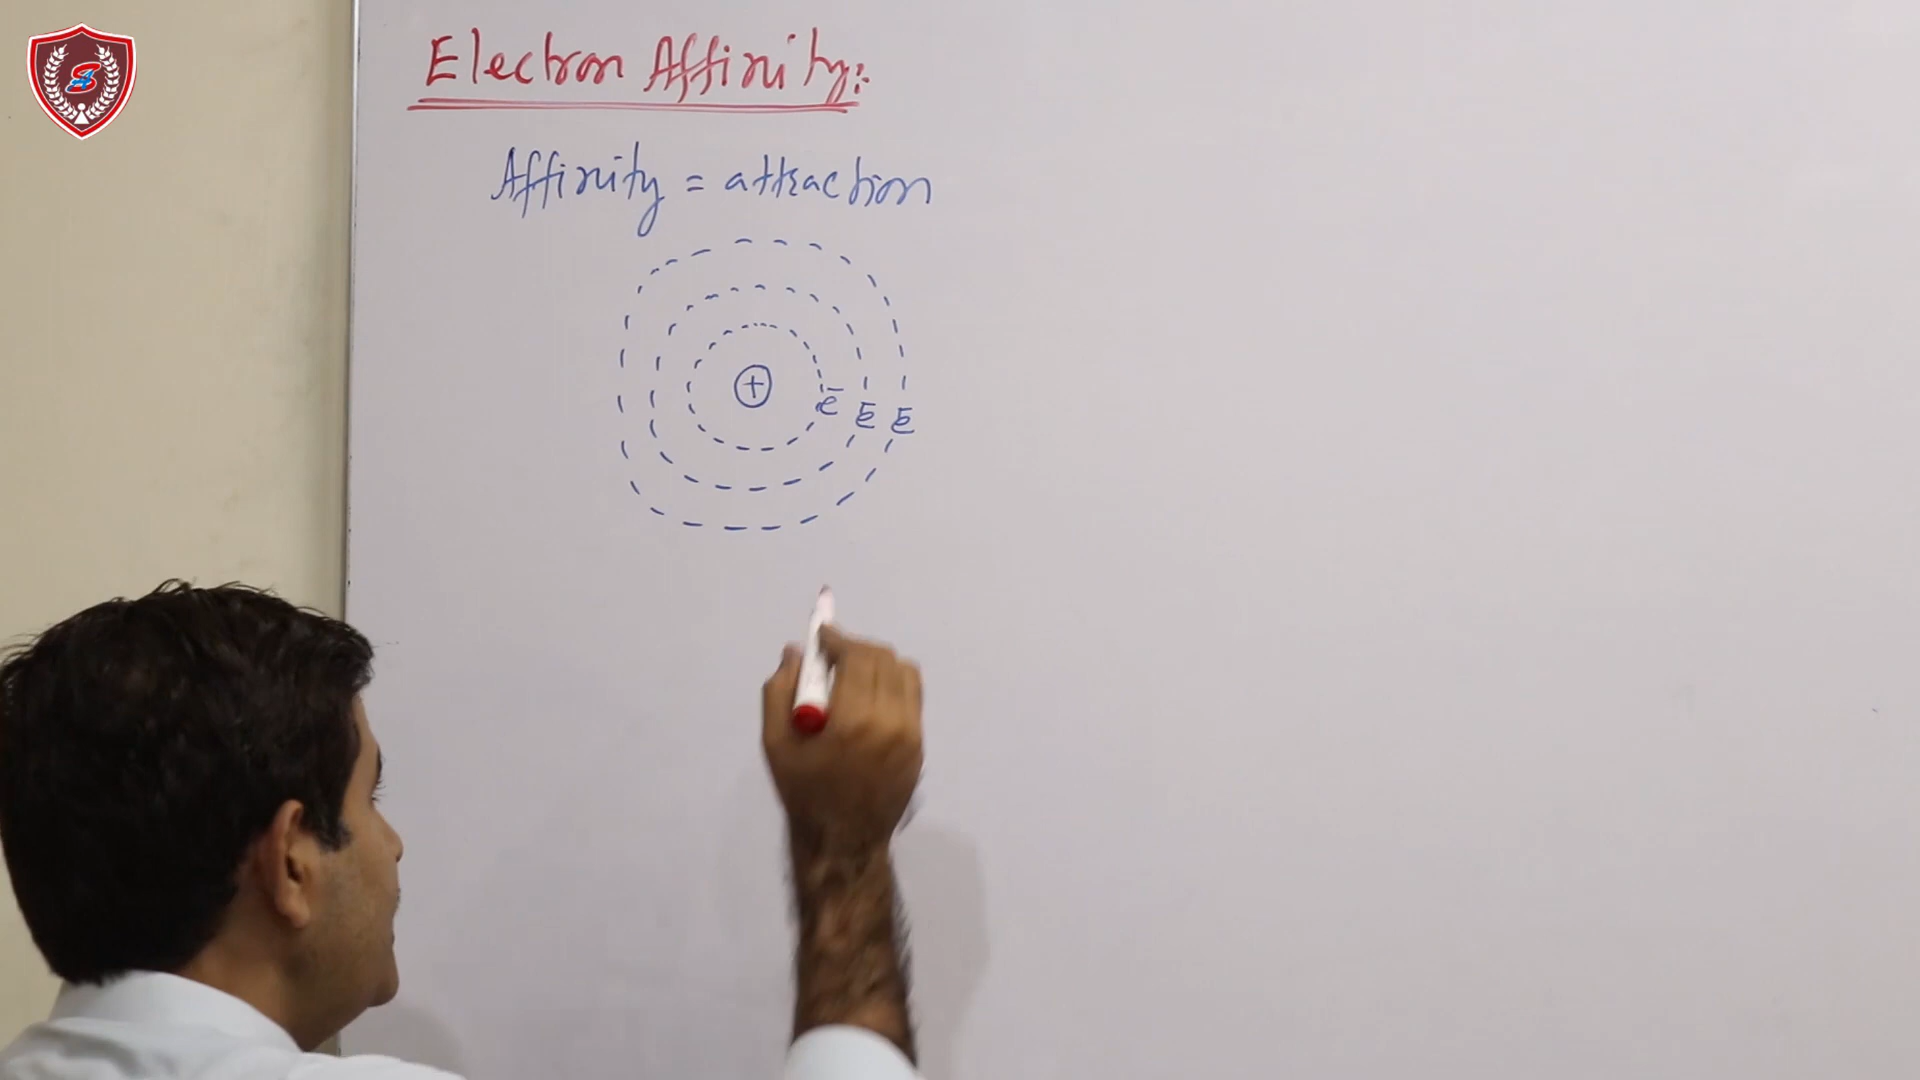 Electron Affinity:-
Affinity = attraction
+
e̅ e̅ e̅